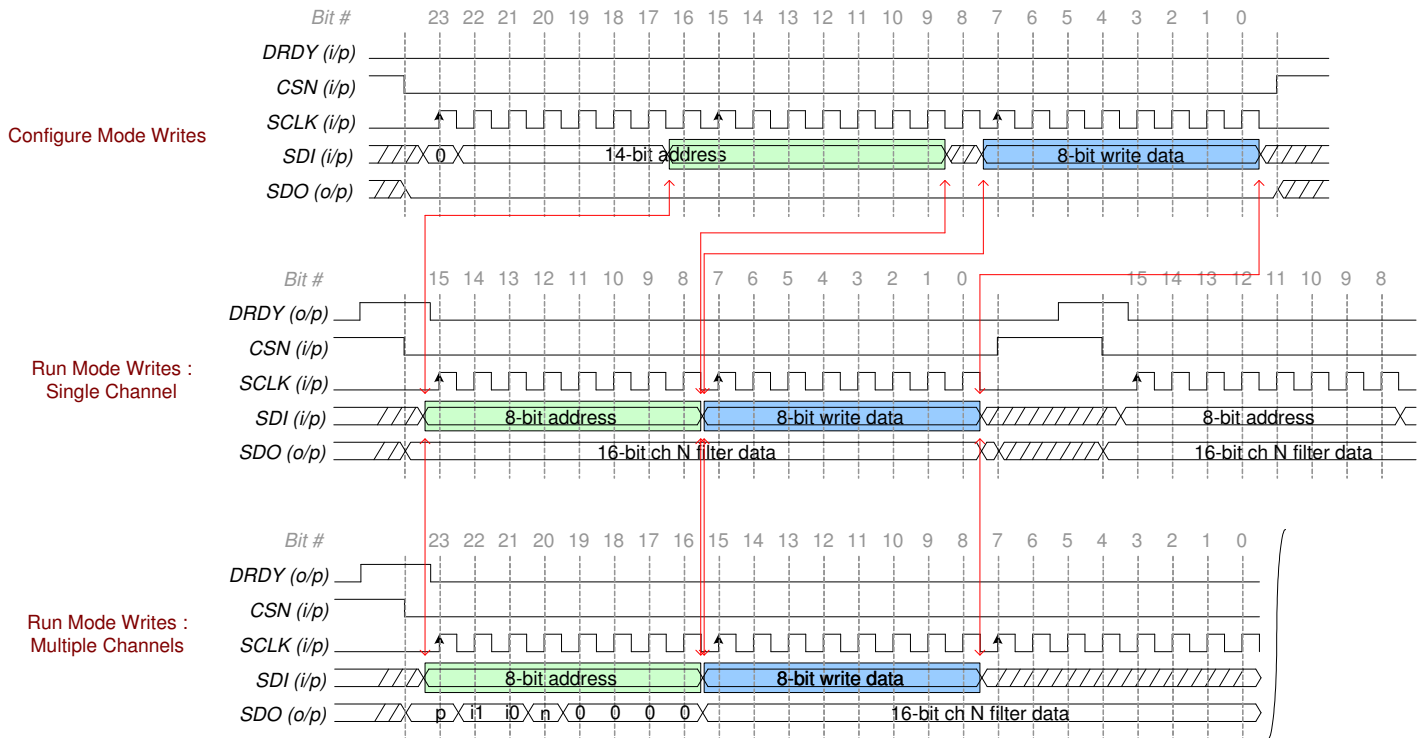 Bit # 23 22 21 20 19 18 17 16 15 14 13 12 11 10 9 8 7 6 5 4 3 2 1 0
DRDY (i/p)
CSN (i/p)
Configure Mode Writes
SCLK (i/p)
SDI (i/p) 0 14-bit address 8-bit write data
SDO (o/p)
Bit # 15 14 13 12 11 10 9 8 7 6 5 4 3 2 1 0 15 14 13 12 11 10 9 8
DRDY (o/p)
CSN (i/p)
Run Mode Writes :
Single Channel
SCLK (i/p)
SDI (i/p) 8-bit address 8-bit write data 8-bit address
SDO (o/p) 16-bit ch N filter data 16-bit ch N filter data
Bit # 23 22 21 20 19 18 17 16 15 14 13 12 11 10 9 8 7 6 5 4 3 2 1 0
DRDY (o/p)
CSN (i/p)
Run Mode Writes :
Multiple Channels
SCLK (i/p)
SDI (i/p) 8-bit address 8-bit write data
SDO (o/p) p i1 i0 n 0 0 0 0 16-bit ch N filter data